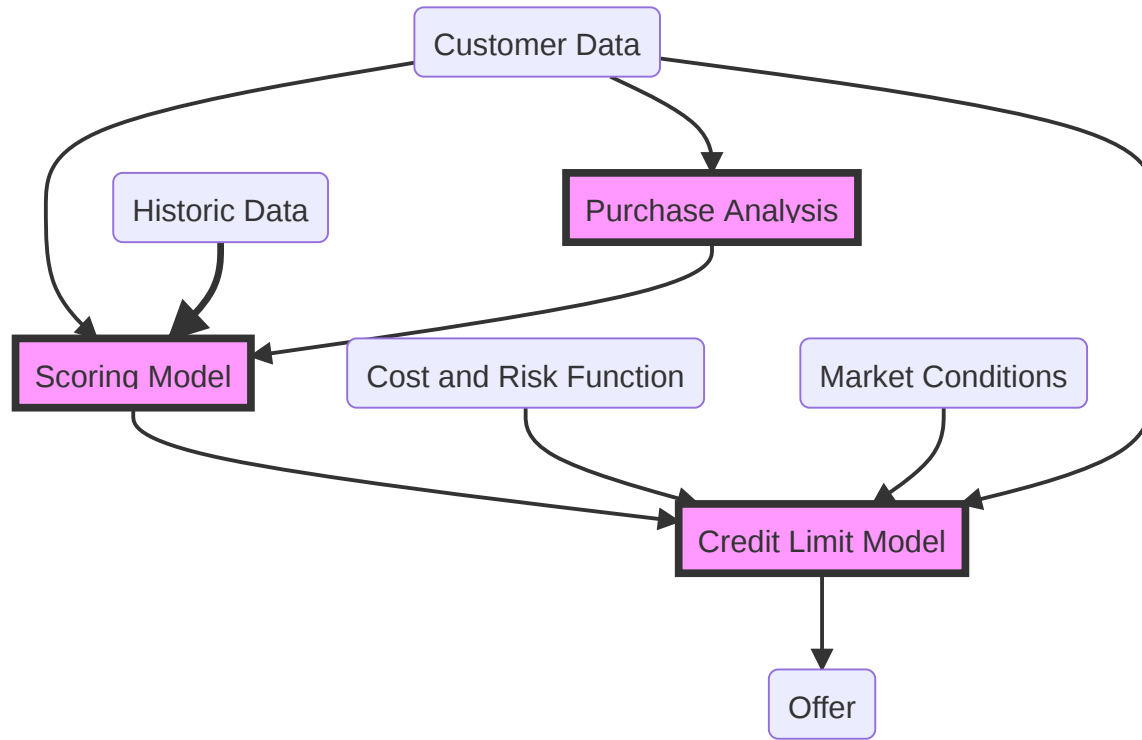 Customer Data
Historic Data
Purchase Analysis
Scoring Model
Cost and Risk Function
Market Conditions
Credit Limit Model
Offer